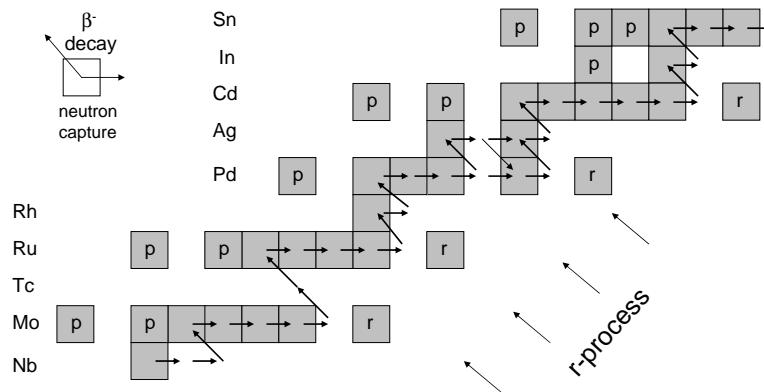 β- decay
neutron capture
Sn p p p
In p
Cd p p r
Ag
Pd p r
Rh
Ru p p r
Tc
Mo p p r
Nb
r-process